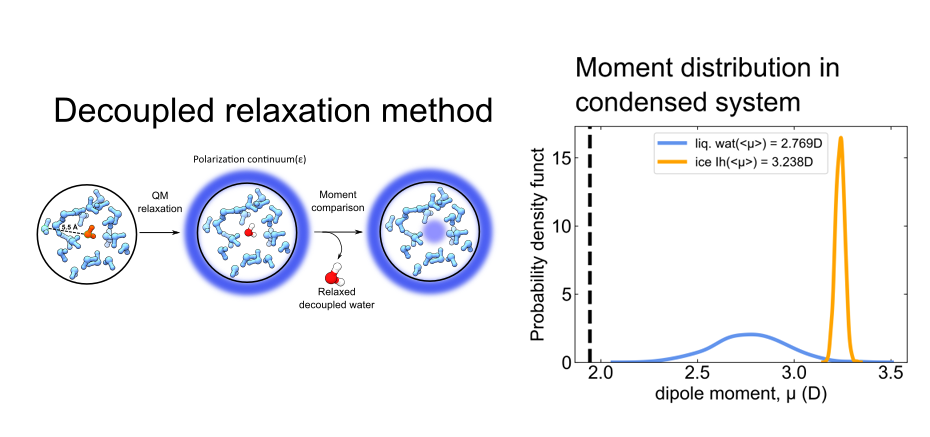 Decoupled relaxation method
Polarization continuum(ε)
QM
relaxation
Moment
comparison
5.5 Å
Relaxed
decoupled water
Moment distribution in
condensed system
liq. wat(<μ>) = 2.769D
ice Ih(<μ>) = 3.238D
Probability density funct
15
10
5
0
2.0
2.5
3.0
3.5
dipole moment, μ (D)